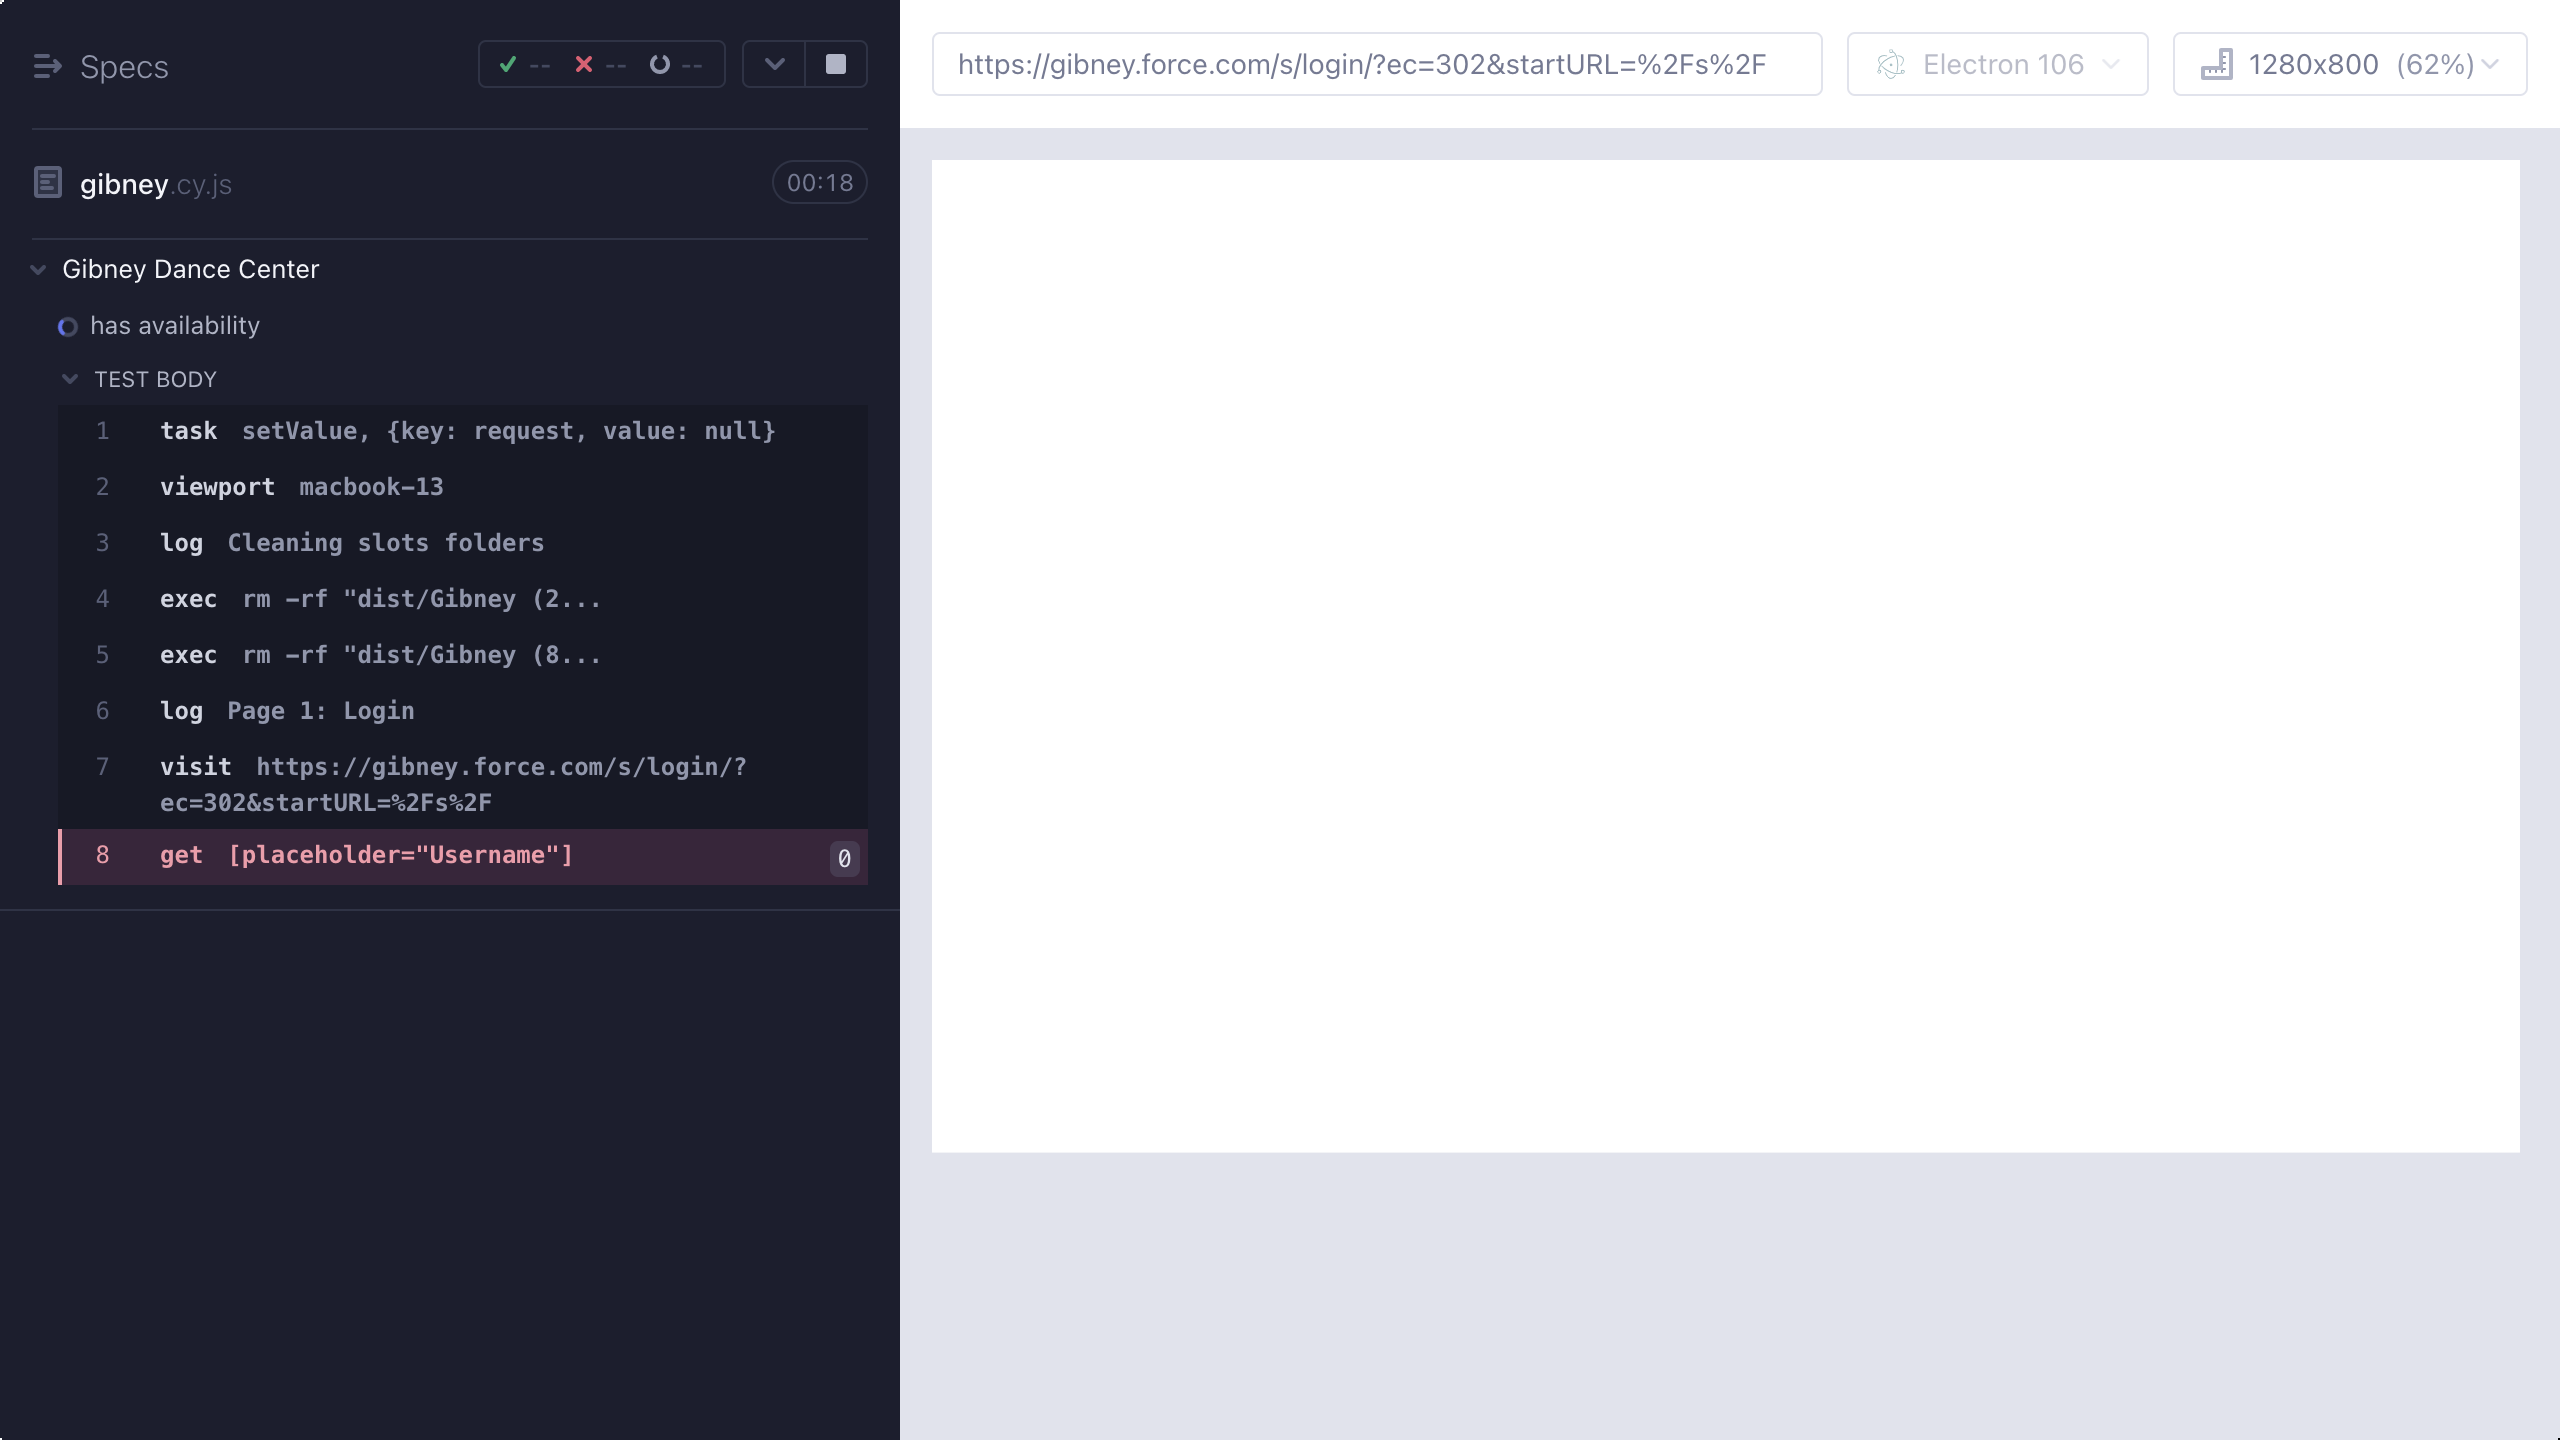 Specs
-- -- --
gibney.cy.js
00:18
Gibney Dance Center
has availability
TEST BODY
1 task setValue, {key: request, value: null}
2 viewport macbook-13
3 log Cleaning slots folders
4 exec rm -rf "dist/Gibney (2...
5 exec rm -rf "dist/Gibney (8...
6 log Page 1: Login
7 visit https://gibney.force.com/s/login/?
ec=302&startURL=%2Fs%2F
8 get [placeholder="Username"] 0
https://gibney.force.com/s/login/?ec=302&startURL=%2Fs%2F
Electron 106
1280x800 (62%)